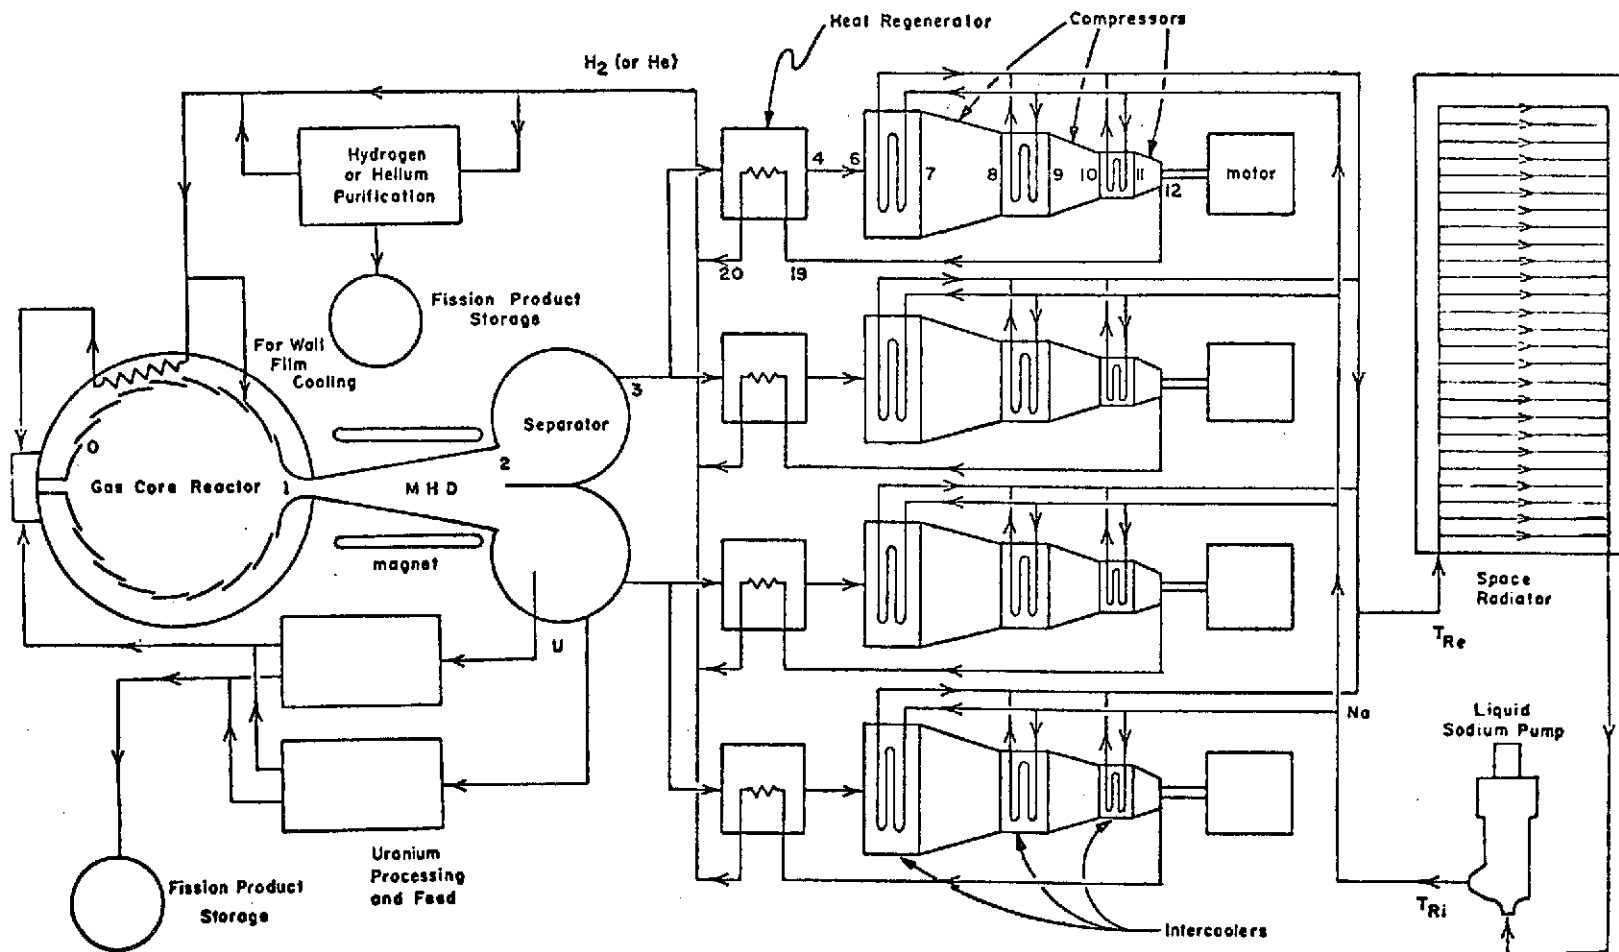 Heat Regenerator
Compressors
H2 (or He)
Hydrogen
or Helium
Purification
4
6
7
8
9
10
11
12
motor
20
19
Fission Product
Storage
For Wall
Film
Cooling
3
Separator
0
2
Gas Core Reactor
1
MHD
magnet
U
Space
Radiator
TRe
Na
Liquid
Sodium Pump
Uranium
Processing
and Feed
Fission Product
Storage
TRi
Intercoolers